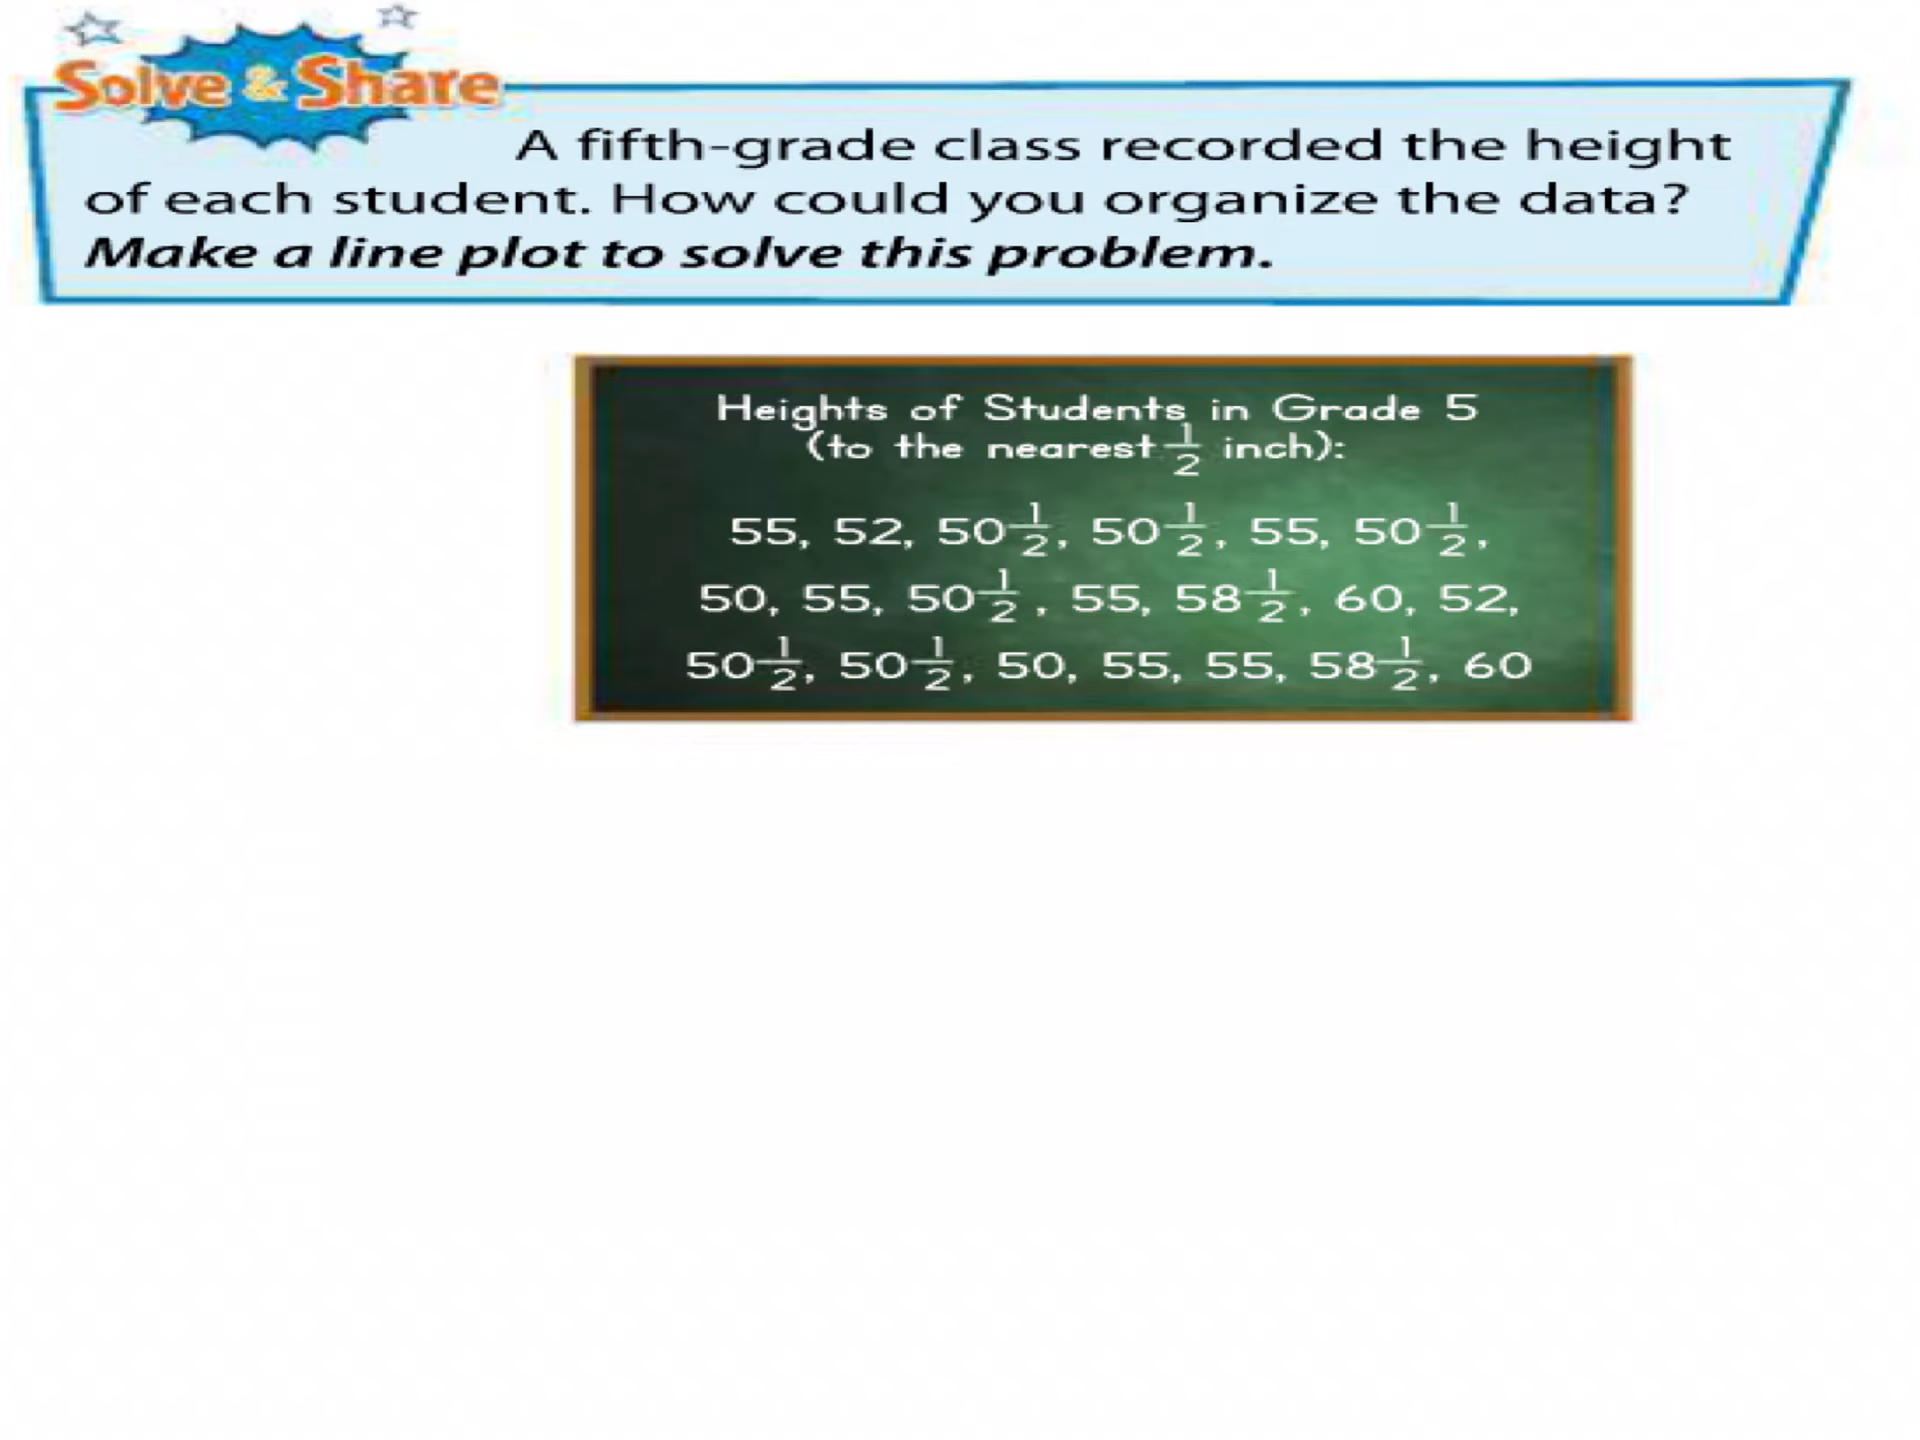 Solve & Share
A fifth-grade class recorded the height
of each student. How could you organize the data?
Make a line plot to solve this problem.
Heights of Students in Grade 5
(to the nearest 1/2 inch):
55, 52, 50 1/2, 50 1/2, 55, 50 1/2,
50, 55, 50 1/2, 55, 58 1/2, 60, 52,
50 1/2, 50 1/2, 50, 55, 55, 58 1/2, 60